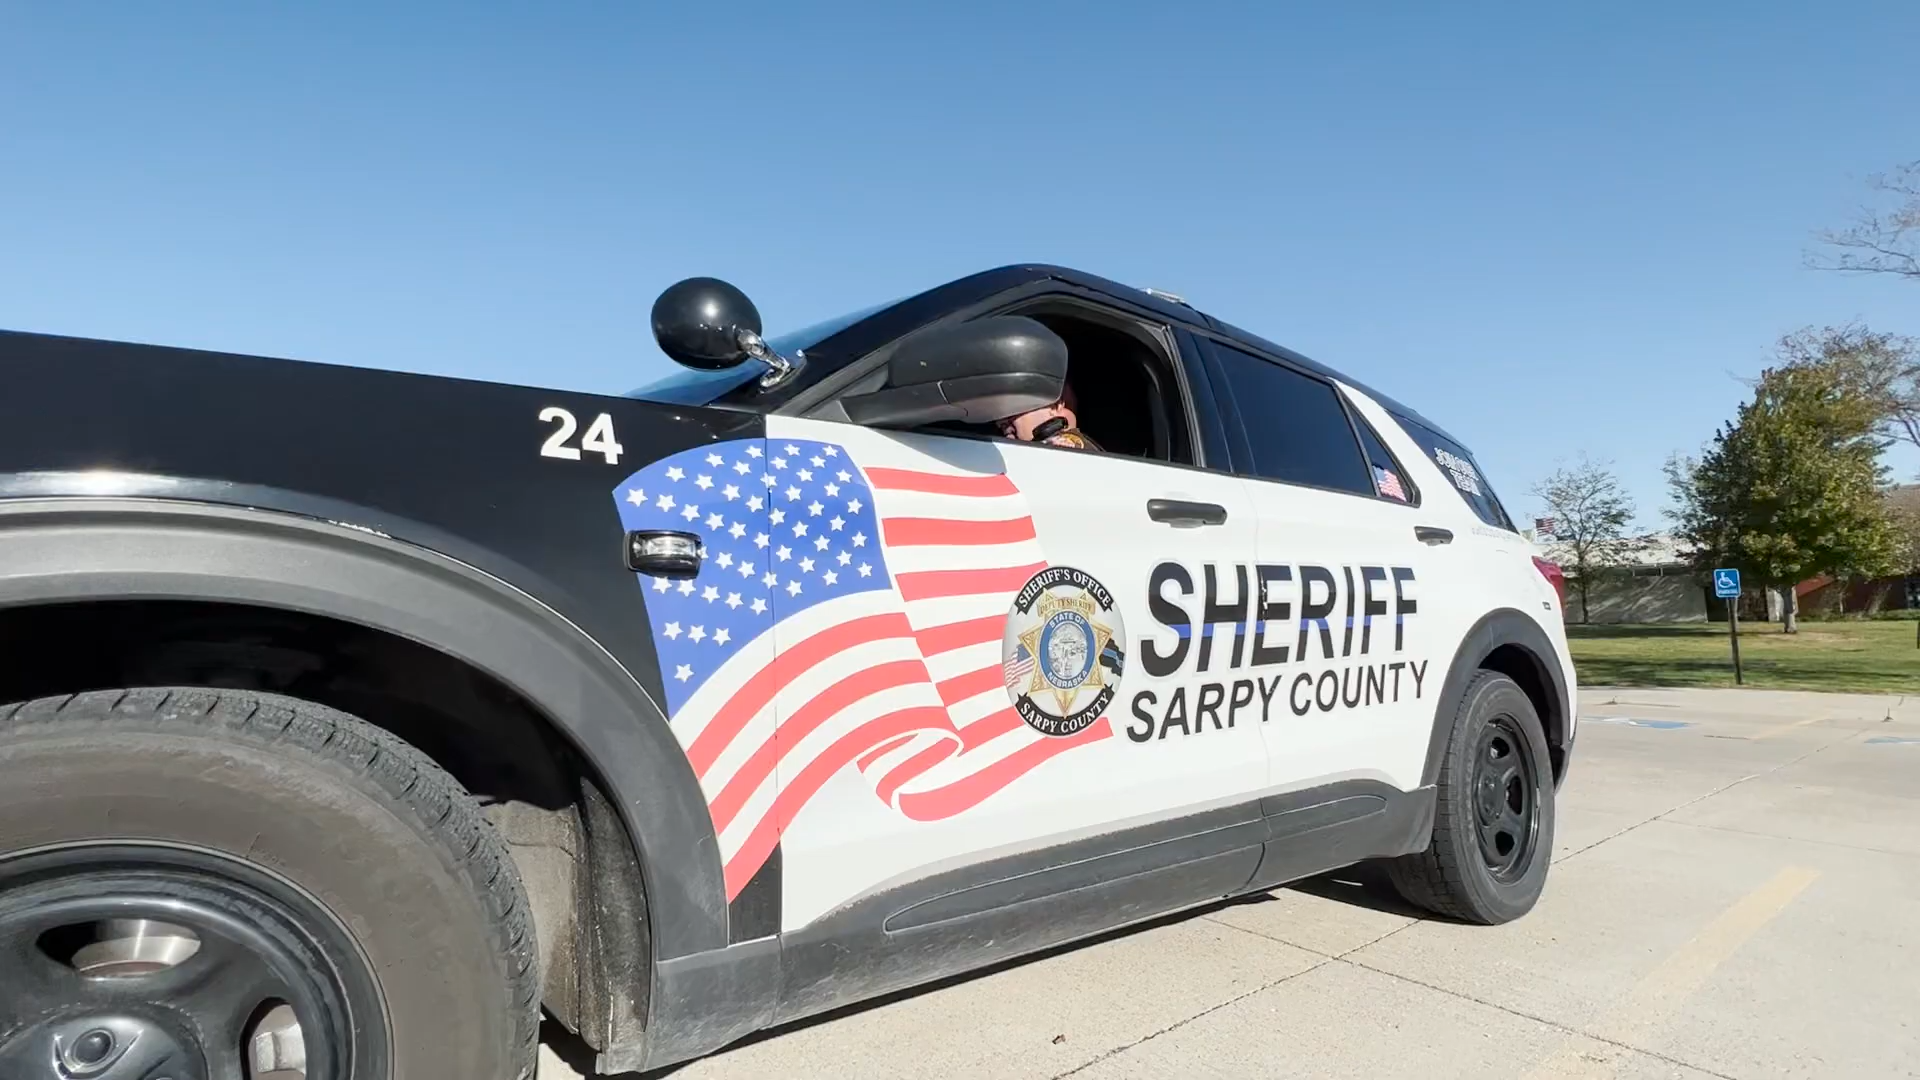 24
SHERIFF
SARPY COUNTY
SHERIFF'S OFFICE
DEPUTY SHERIFF
STATE OF
NEBRASKA
SARPY COUNTY